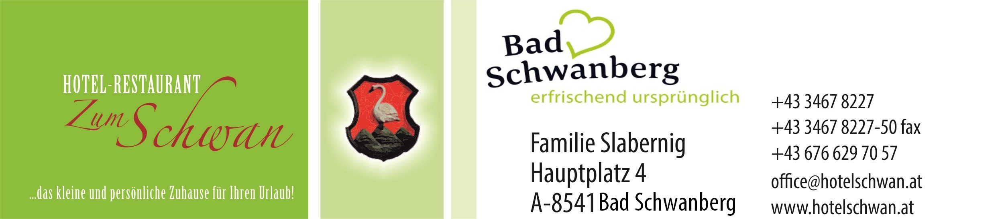 HOTEL-RESTAURANT
Zum Schwan
...das kleine und persönliche Zuhause für Ihren Urlaub!
Bad
Schwanberg
erfrischend ursprünglich
Familie Slabernig
Hauptplatz 4
A-8541 Bad Schwanberg
+43 3467 8227
+43 3467 8227-50 fax
+43 676 629 70 57
office@hotelschwan.at
www.hotelschwan.at